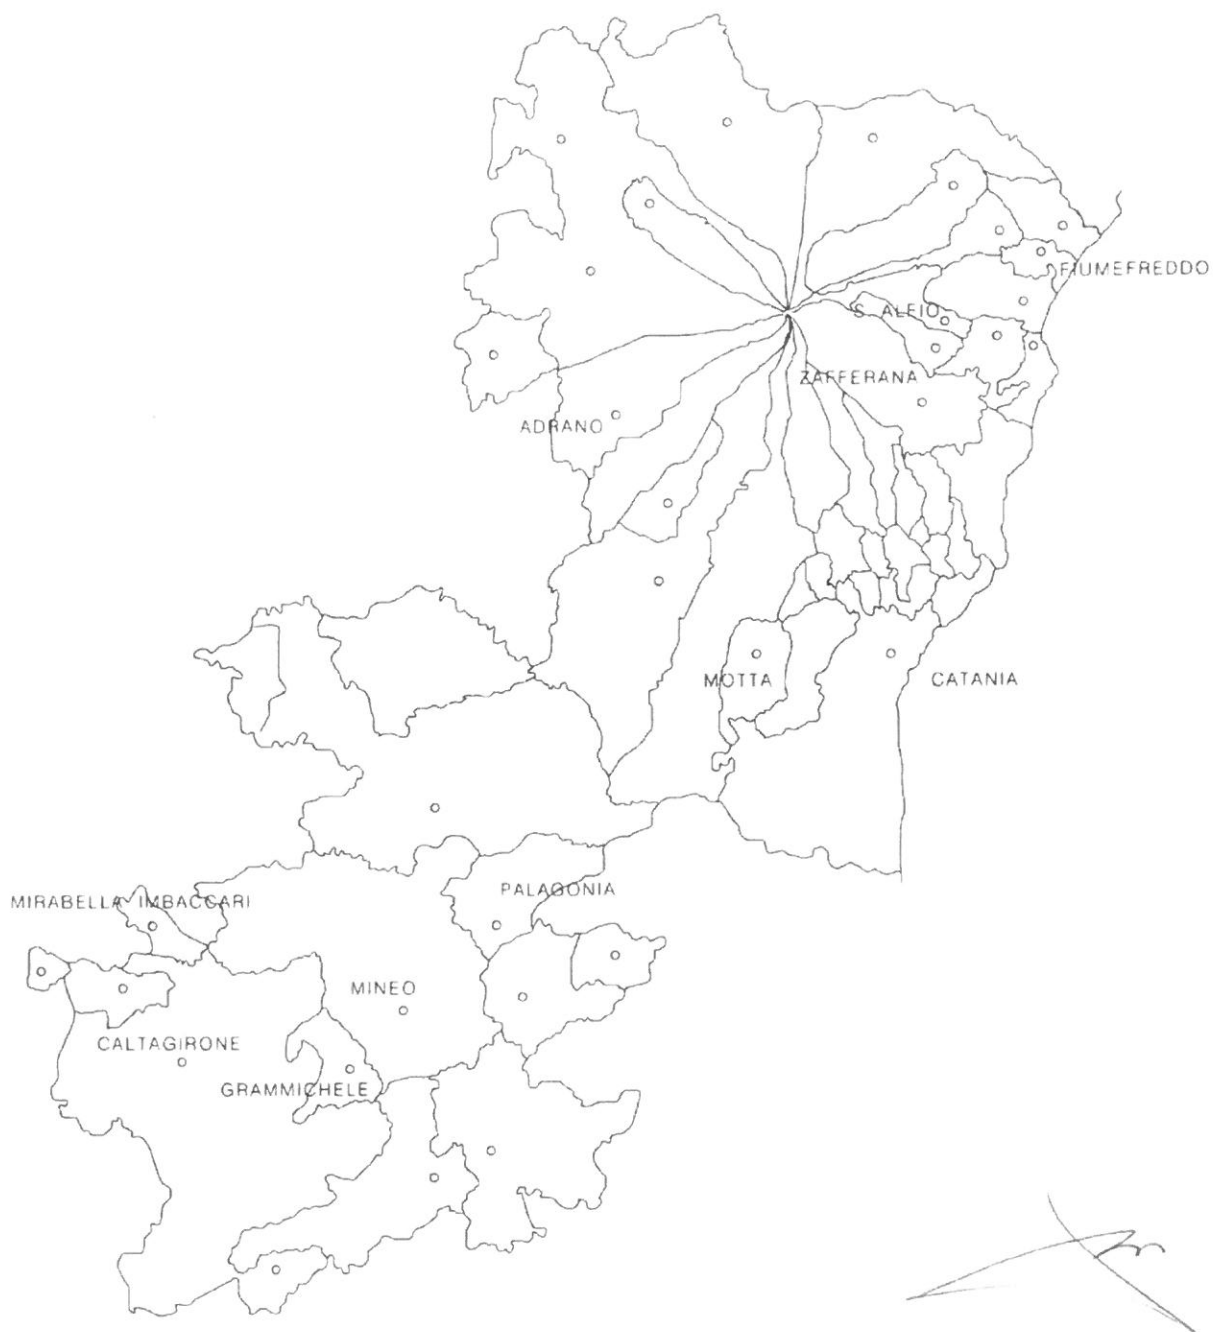 FIUMEFREDDO
S. ALFIO
ZAFFERANA
ADRANO
MOTTA
CATANIA
PALAGONIA
MIRABELLA IMBACCARI
MINEO
CALTAGIRONE
GRAMMICHELE